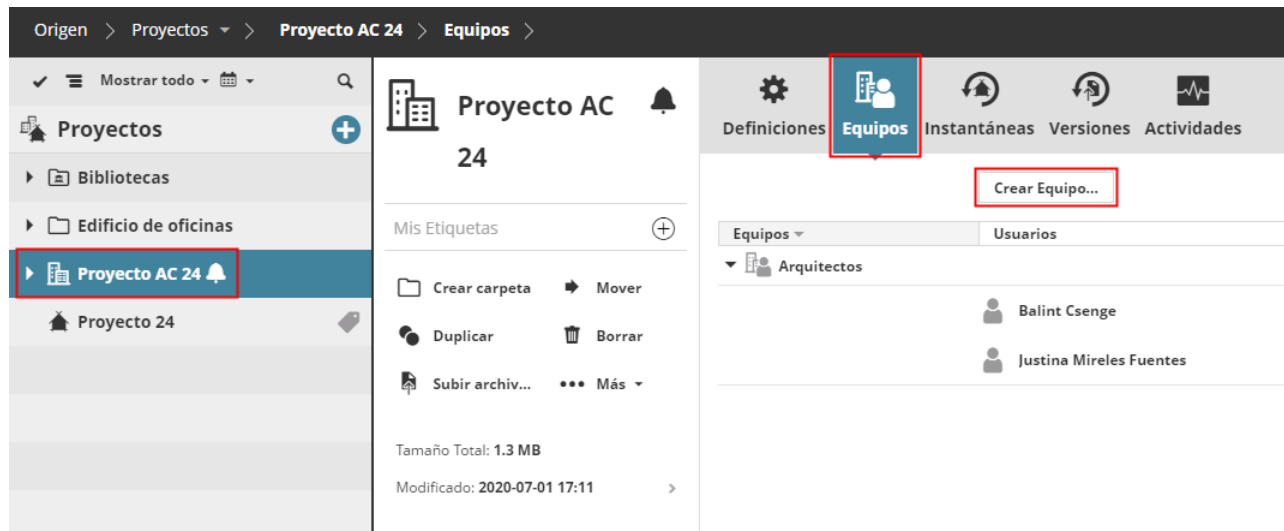 Origen > Proyectos > Proyecto AC 24 > Equipos >
Mostrar todo
Proyectos
Bibliotecas
Edificio de oficinas
Proyecto AC 24
Proyecto 24
Proyecto AC
24
Mis Etiquetas
Crear carpeta Mover
Duplicar Borrar
Subir archiv... Más
Tamaño Total: 1.3 MB
Modificado: 2020-07-01 17:11
Definiciones Equipos Instantáneas Versiones Actividades
Crear Equipo...
Equipos Usuarios
Arquitectos
Balint Csenge
Justina Mireles Fuentes